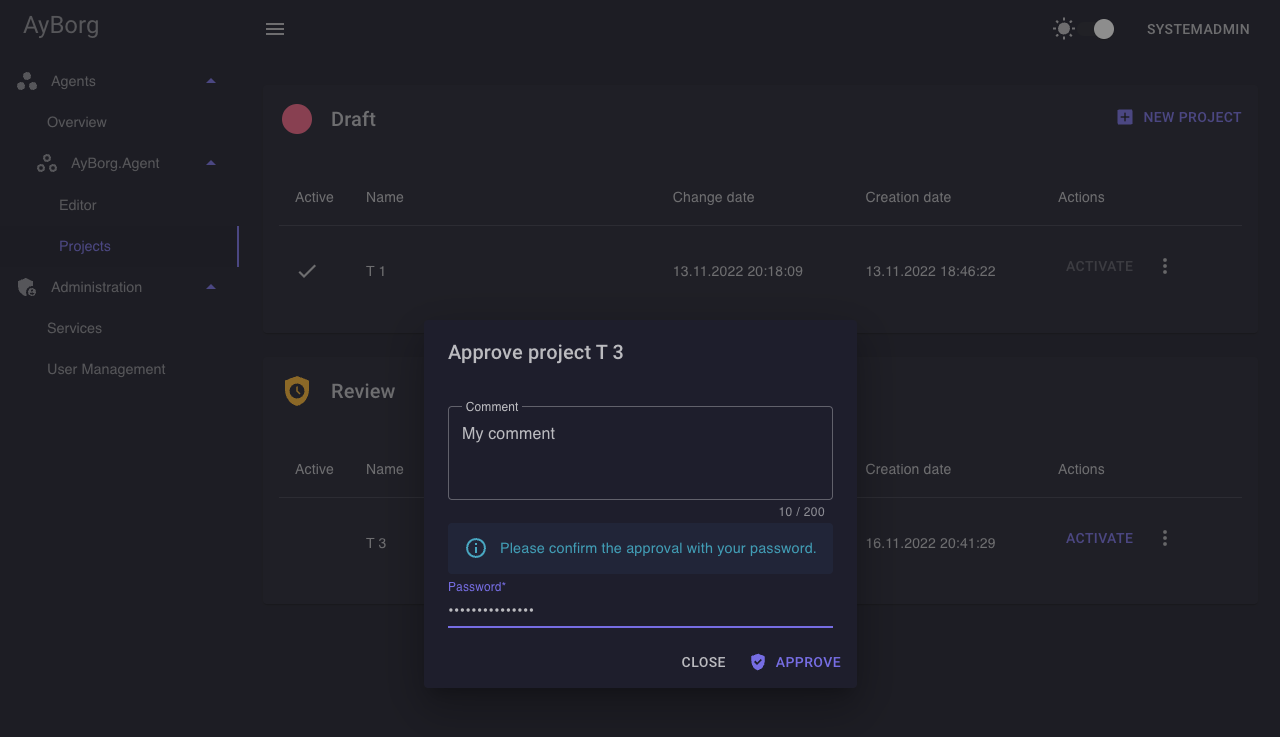 AyBorg
SYSTEMADMIN
Agents
Overview
AyBorg.Agent
Editor
Projects
Administration
Services
User Management
Draft
NEW PROJECT
Active Name Change date Creation date Actions
T 1 13.11.2022 20:18:09 13.11.2022 18:46:22 ACTIVATE
Review
Active Name Creation date Actions
T 3 16.11.2022 20:41:29 ACTIVATE
Approve project T 3
Comment
My comment
10 / 200
Please confirm the approval with your password.
Password*
•••••••••••••••
CLOSE APPROVE